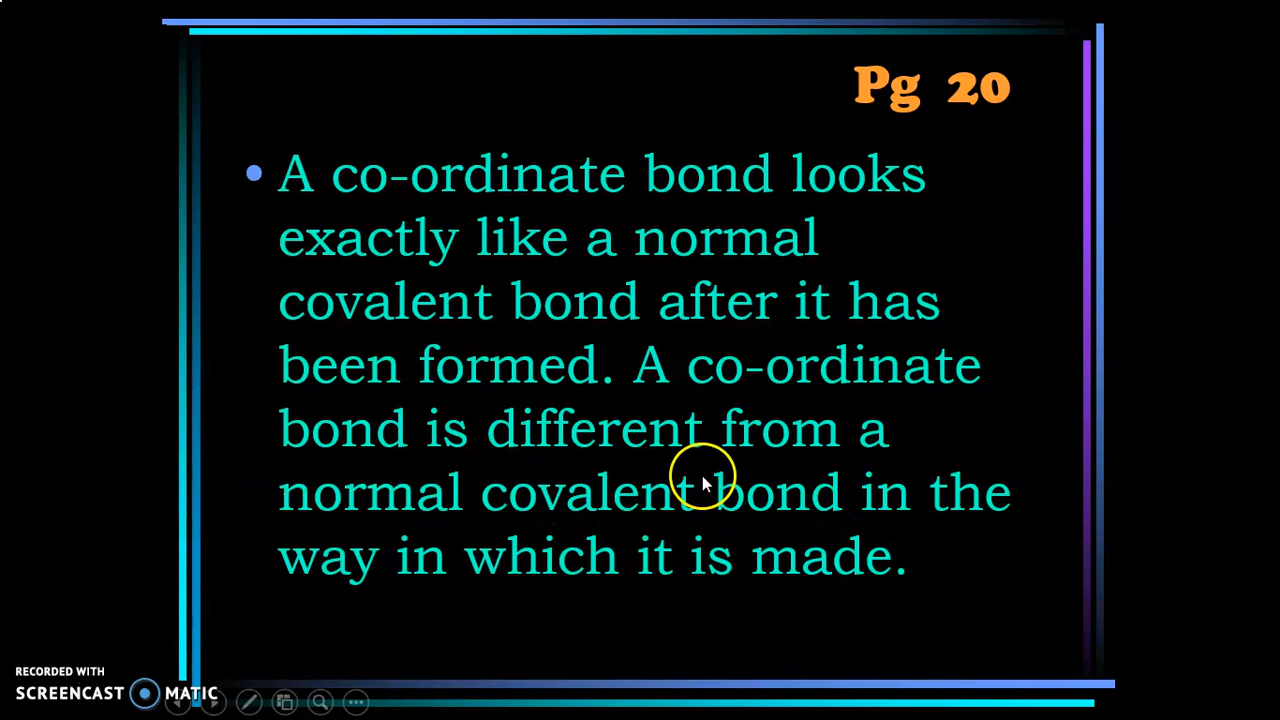 Pg 20
• A co-ordinate bond looks
exactly like a normal
covalent bond after it has
been formed. A co-ordinate
bond is different from a
normal covalent bond in the
way in which it is made.
RECORDED WITH
SCREENCAST MATIC